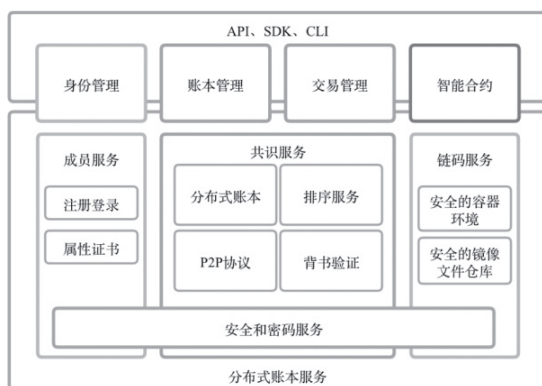 API、SDK、CLI
身份管理
账本管理
交易管理
智能合约
成员服务
注册登录
属性证书
共识服务
分布式账本
排序服务
P2P协议
背书验证
链码服务
安全的容器
环境
安全的镜像
文件仓库
安全和密码服务
分布式账本服务